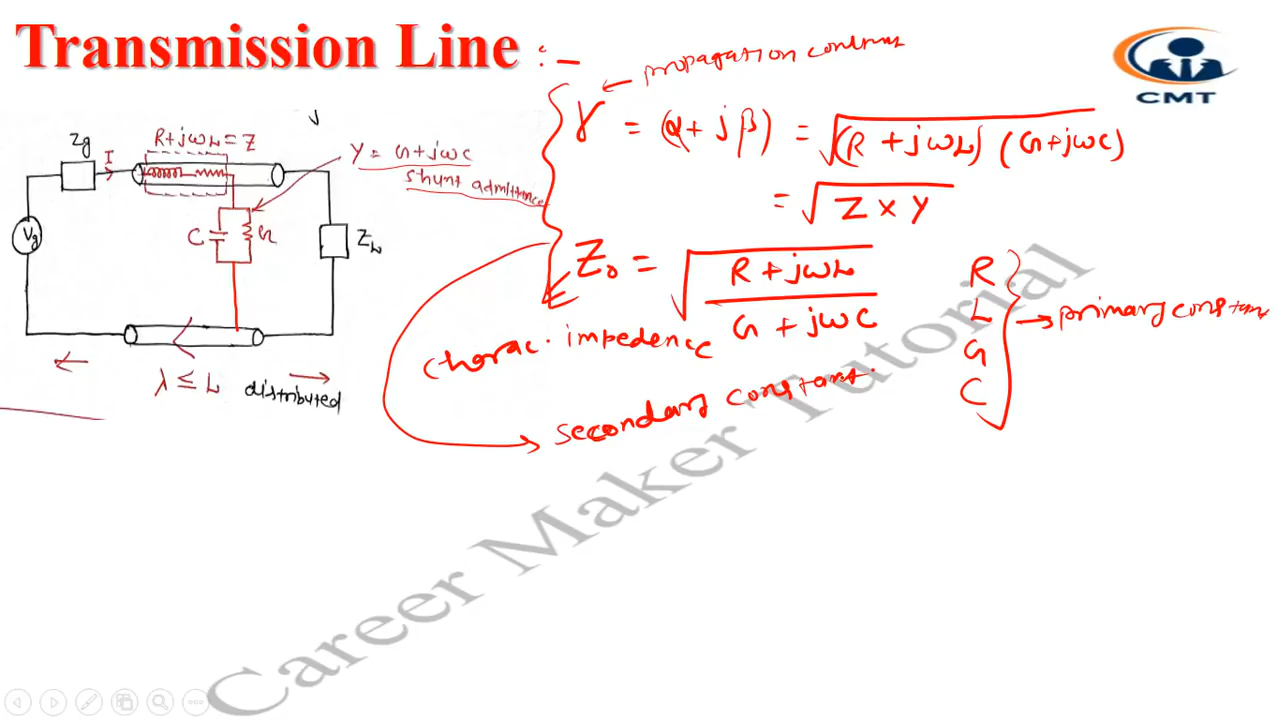 Transmission Line :-
CMT
γ ← propagation constant
= (α + jβ) = √(R + jωL) (G + jωC)
= √Z × Y
Zg
I
R + jωL = Z
Y = G + jωC
shunt admittance
Vg
C
G
ZL
λ ≤ L distributed
Z0 = √(R + jωL / G + jωC)
charac. impedence
secondary constant.
R
L
G
C
→ primary constant
Career Maker Tutorial